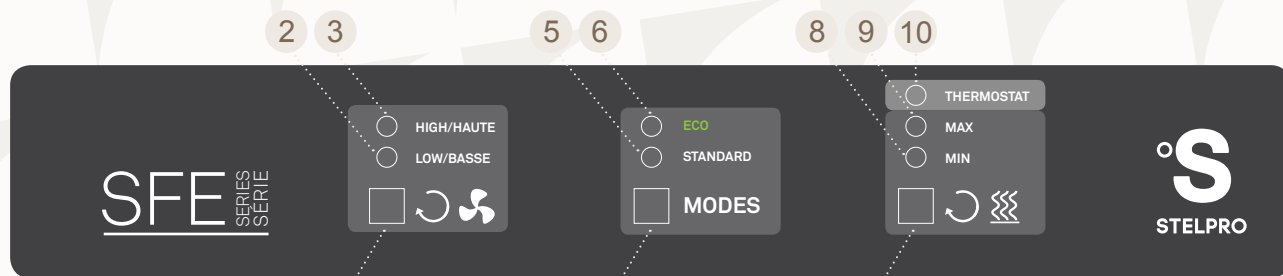 2 3 5 6 8 9 10
THERMOSTAT
HIGH/HAUTE ECO MAX
LOW/BASSE STANDARD MIN
SFE SERIES
SÉRIE
MODES
°S
STELPRO